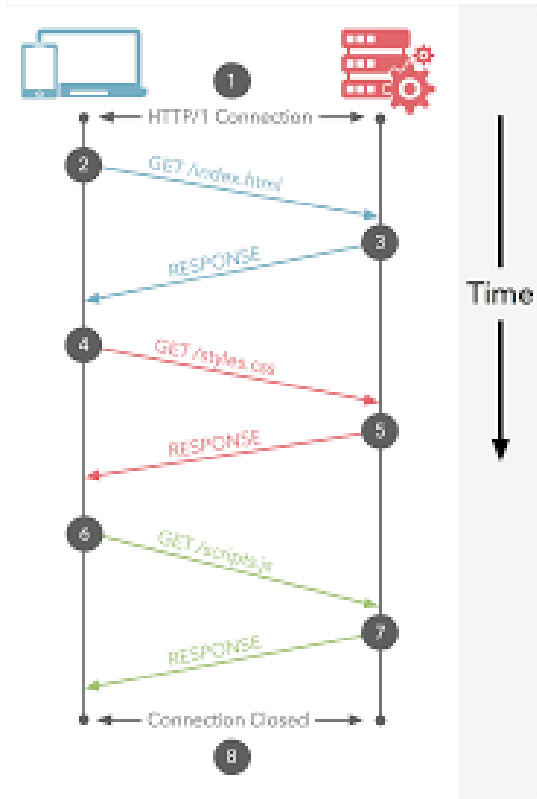 1
HTTP/1 Connection
2
GET /index.html
3
RESPONSE
Time
4
GET /styles.css
5
RESPONSE
6
GET /scripts.js
7
RESPONSE
Connection Closed
8